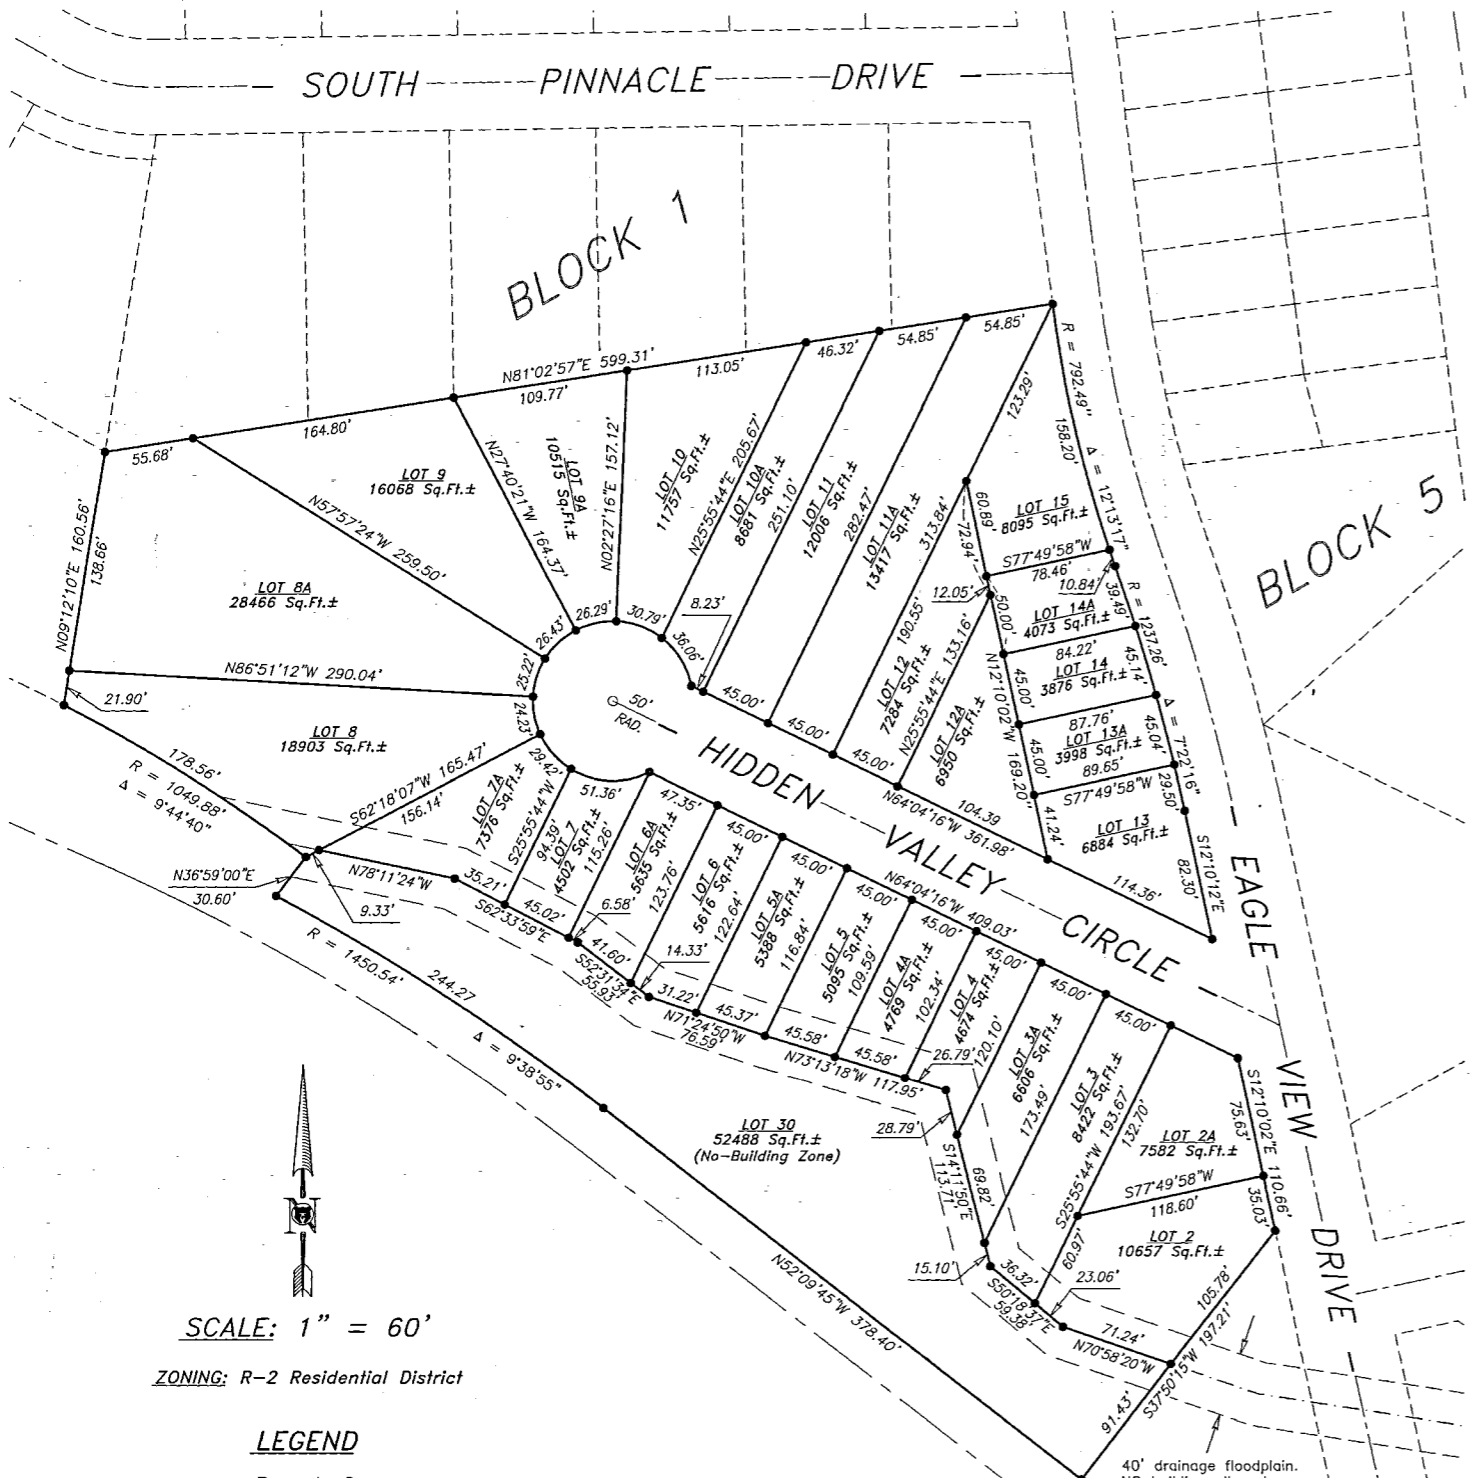 SOUTH PINNACLE DRIVE
BLOCK 1
BLOCK 5
N81°02'57"E 599.31'
55.68'
164.80'
109.77'
113.05'
46.32'
54.85'
54.85'
N09°12'10"E 160.56'
138.66'
21.90'
LOT 8A
28466 Sq.Ft.±
N57°57'24"W 259.50'
LOT 9
16068 Sq.Ft.±
N27°40'21"W 164.37'
LOT 9A
10515 Sq.Ft.±
N02°27'16"E 157.12'
LOT 10
11757 Sq.Ft.±
N25°55'44"E 205.67'
LOT 10A
8681 Sq.Ft.±
251.10'
LOT 11
12006 Sq.Ft.±
282.47'
LOT 11A
13417 Sq.Ft.±
313.84'
123.29'
190.55'
LOT 12
7284 Sq.Ft.±
N25°55'44"E 133.16'
LOT 12A
6950 Sq.Ft.±
R = 792.49'
158.20'
Δ = 12°13'17"
LOT 15
8095 Sq.Ft.±
60.89'
72.94'
12.05'
S77°49'58"W
78.46'
10.84'
39.49'
R = 1237.26'
50.00'
LOT 14A
4073 Sq.Ft.±
84.22'
LOT 14
3876 Sq.Ft.±
45.14'
45.00'
87.76'
LOT 13A
3998 Sq.Ft.±
45.04'
Δ = 7°22'16"
N12°10'02"W 169.20'
45.00'
89.65'
S77°49'58"W
29.50'
LOT 13
6884 Sq.Ft.±
41.24'
S12°10'12"E
82.30'
N86°51'12"W 290.04'
25.22'
26.43'
26.29'
30.79'
36.06'
8.23'
24.23'
29.42'
51.36'
50'
RAD.
45.00'
45.00'
45.00'
104.39
N64°04'16"W 361.98'
114.36'
HIDDEN VALLEY CIRCLE
EAGLE VIEW DRIVE
LOT 8
18903 Sq.Ft.±
178.56'
R = 1049.88'
Δ = 9°44'40"
S62°18'07"W 165.47'
156.14'
9.33'
N36°59'00"E
30.60'
LOT 7A
7376 Sq.Ft.±
S25°55'44"W
94.39'
LOT 7
4502 Sq.Ft.±
115.26'
LOT 6A
5635 Sq.Ft.±
123.76'
LOT 6
5616 Sq.Ft.±
122.64'
LOT 5A
5388 Sq.Ft.±
116.84'
LOT 5
5095 Sq.Ft.±
109.59'
LOT 4A
4769 Sq.Ft.±
102.34'
LOT 4
4674 Sq.Ft.±
120.10'
LOT 3A
6606 Sq.Ft.±
173.49'
LOT 3
8422 Sq.Ft.±
S25°55'44"W 193.67'
132.70'
60.97'
47.35'
45.00'
45.00'
45.00'
N64°04'16"W 409.03'
45.00'
45.00'
45.00'
45.00'
N78°11'24"W
35.21'
45.02'
S62°33'59"E
6.58'
41.60'
S52°31'34"E
55.93'
14.33'
31.22'
45.37'
N71°24'50"W
76.59
45.58'
45.58'
N73°13'18"W 117.95'
26.79'
28.79'
S14°11'50"E
113.71'
69.82'
15.10'
36.32'
S50°18'37"E
59.38
23.06'
71.24'
N70°58'20"W
LOT 2A
7582 Sq.Ft.±
S77°49'58"W
118.60'
LOT 2
10657 Sq.Ft.±
S12°10'02"E 110.66'
75.63'
35.03'
105.78'
S37°50'15"W 197.21'
91.43'
R = 1450.54'
244.27
Δ = 9°38'55"
LOT 30
52488 Sq.Ft.±
(No-Building Zone)
N52°09'45"W 378.40'
N
SCALE: 1" = 60'
ZONING: R-2 Residential District
LEGEND
40' drainage floodplain.